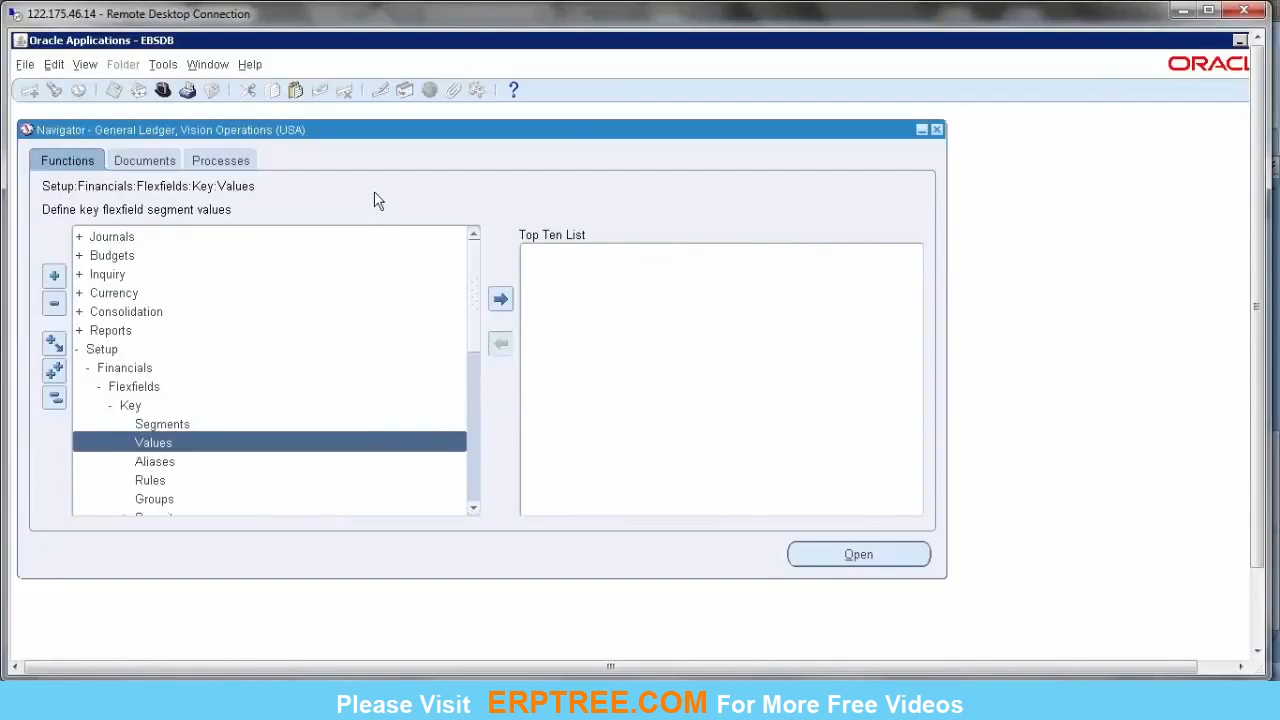 122.175.46.14 - Remote Desktop Connection
Oracle Applications - EBSDB
File Edit View Folder Tools Window Help
Navigator - General Ledger, Vision Operations (USA)
Functions Documents Processes
Setup:Financials:Flexfields:Key:Values
Define key flexfield segment values
Top Ten List
+ Journals
+ Budgets
+ Inquiry
+ Currency
+ Consolidation
+ Reports
- Setup
- Financials
- Flexfields
- Key
Segments
Values
Aliases
Rules
Groups
Open
Please Visit ERPTREE.COM For More Free Videos